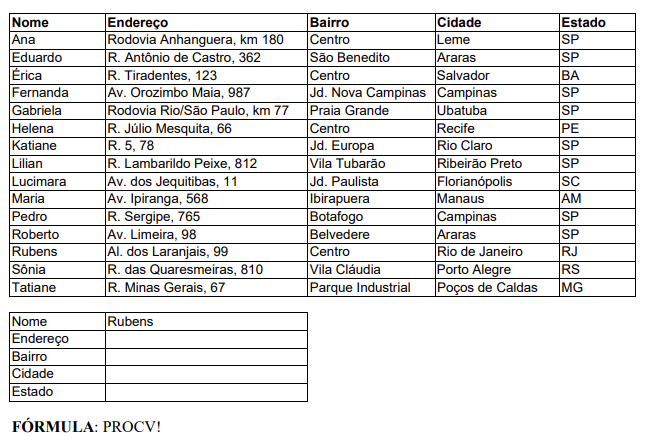 Nome Endereço Bairro Cidade Estado
Ana Rodovia Anhanguera, km 180 Centro Leme SP
Eduardo R. Antônio de Castro, 362 São Benedito Araras SP
Érica R. Tiradentes, 123 Centro Salvador BA
Fernanda Av. Orozimbo Maia, 987 Jd. Nova Campinas Campinas SP
Gabriela Rodovia Rio/São Paulo, km 77 Praia Grande Ubatuba SP
Helena R. Júlio Mesquita, 66 Centro Recife PE
Katiane R. 5, 78 Jd. Europa Rio Claro SP
Lilian R. Lambarildo Peixe, 812 Vila Tubarão Ribeirão Preto SP
Lucimara Av. dos Jequitibas, 11 Jd. Paulista Florianópolis SC
Maria Av. Ipiranga, 568 Ibirapuera Manaus AM
Pedro R. Sergipe, 765 Botafogo Campinas SP
Roberto Av. Limeira, 98 Belvedere Araras SP
Rubens Al. dos Laranjais, 99 Centro Rio de Janeiro RJ
Sônia R. das Quaresmeiras, 810 Vila Cláudia Porto Alegre RS
Tatiane R. Minas Gerais, 67 Parque Industrial Poços de Caldas MG
Nome Rubens
Endereço
Bairro
Cidade
Estado
FÓRMULA: PROCV!